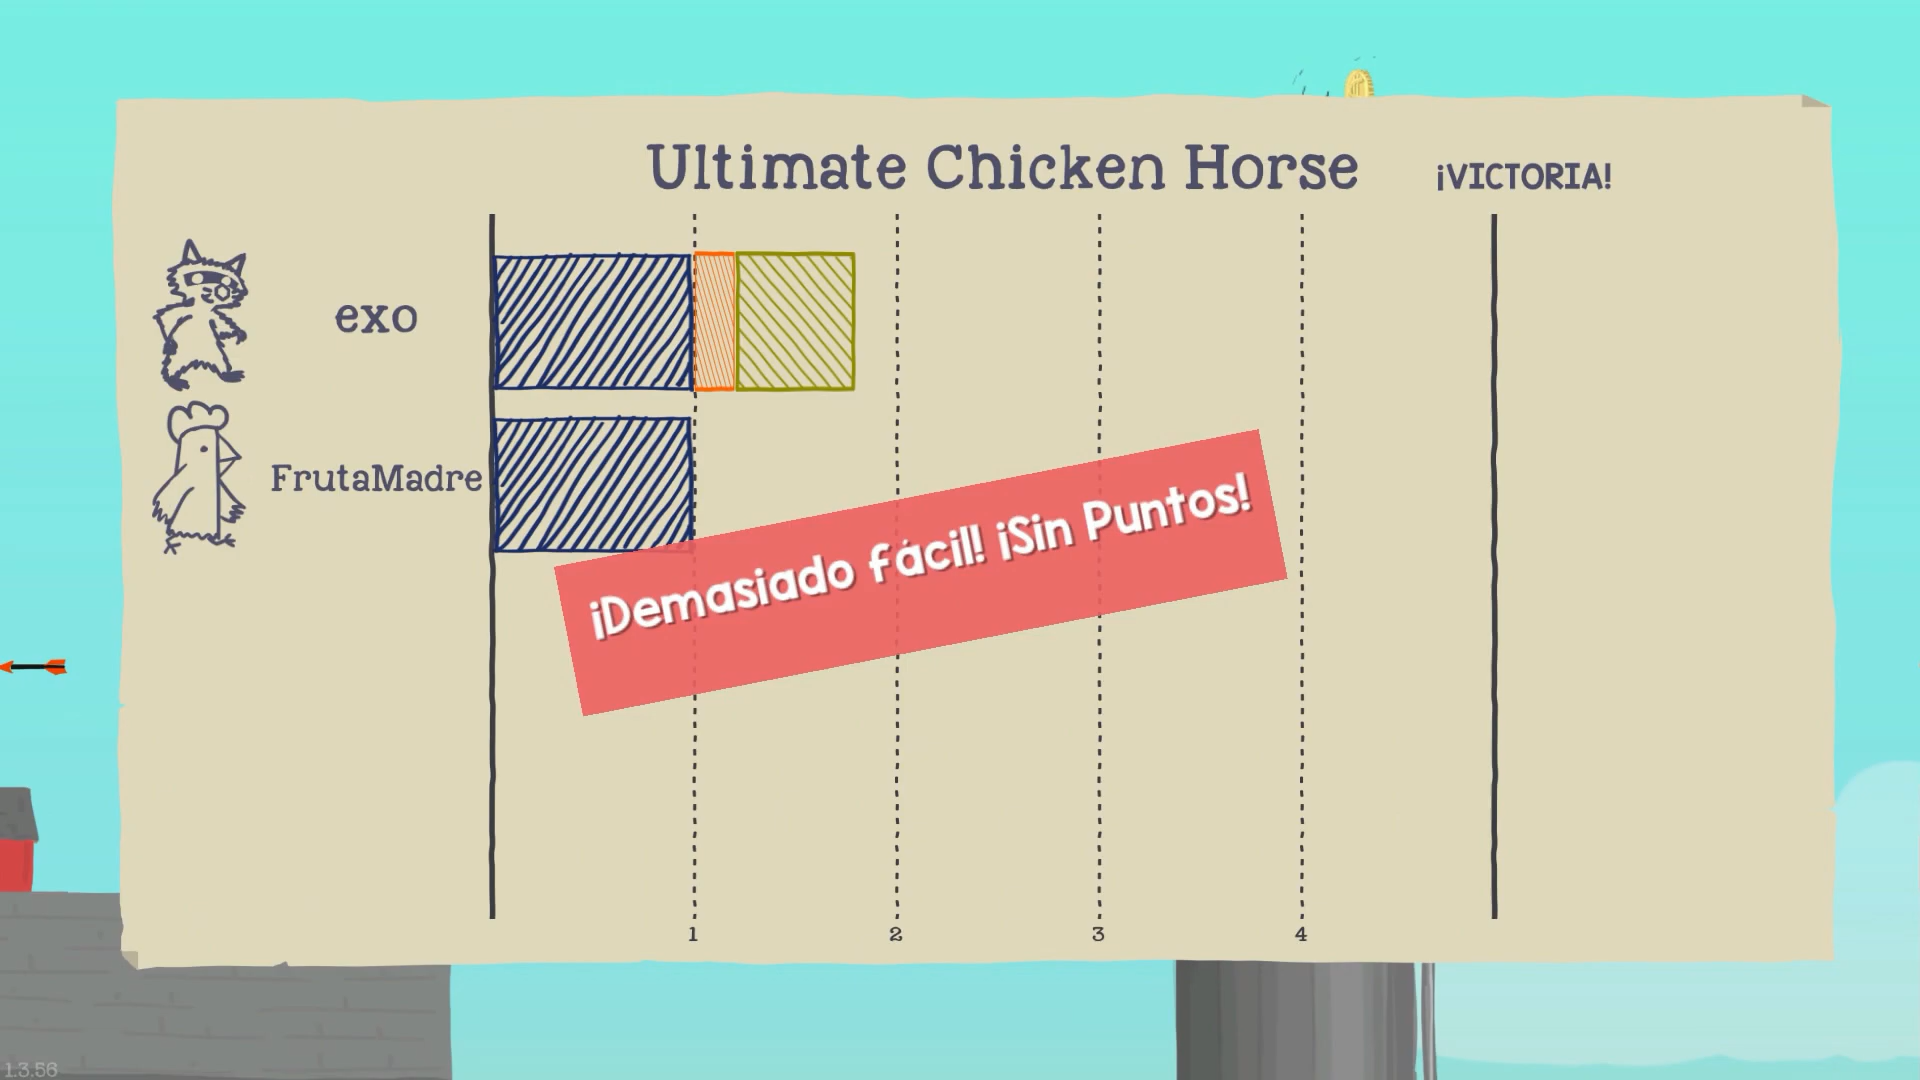 Ultimate Chicken Horse
¡VICTORIA!
exo
FrutaMadre
¡Demasiado fácil! ¡Sin Puntos!
1 2 3 4
1.3.56